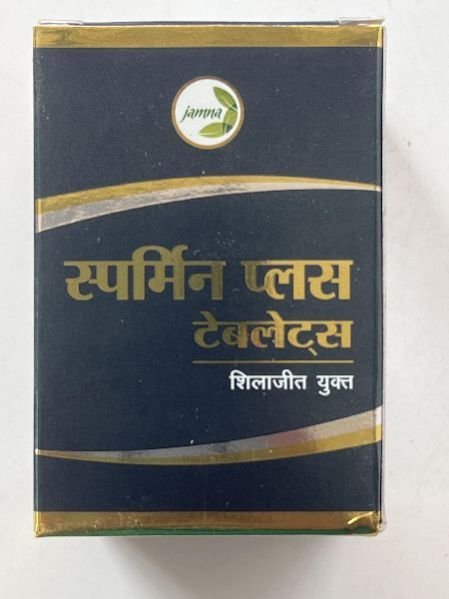 jamna
स्पर्मिन प्लस
टेबलेट्स
शिलाजीत युक्त